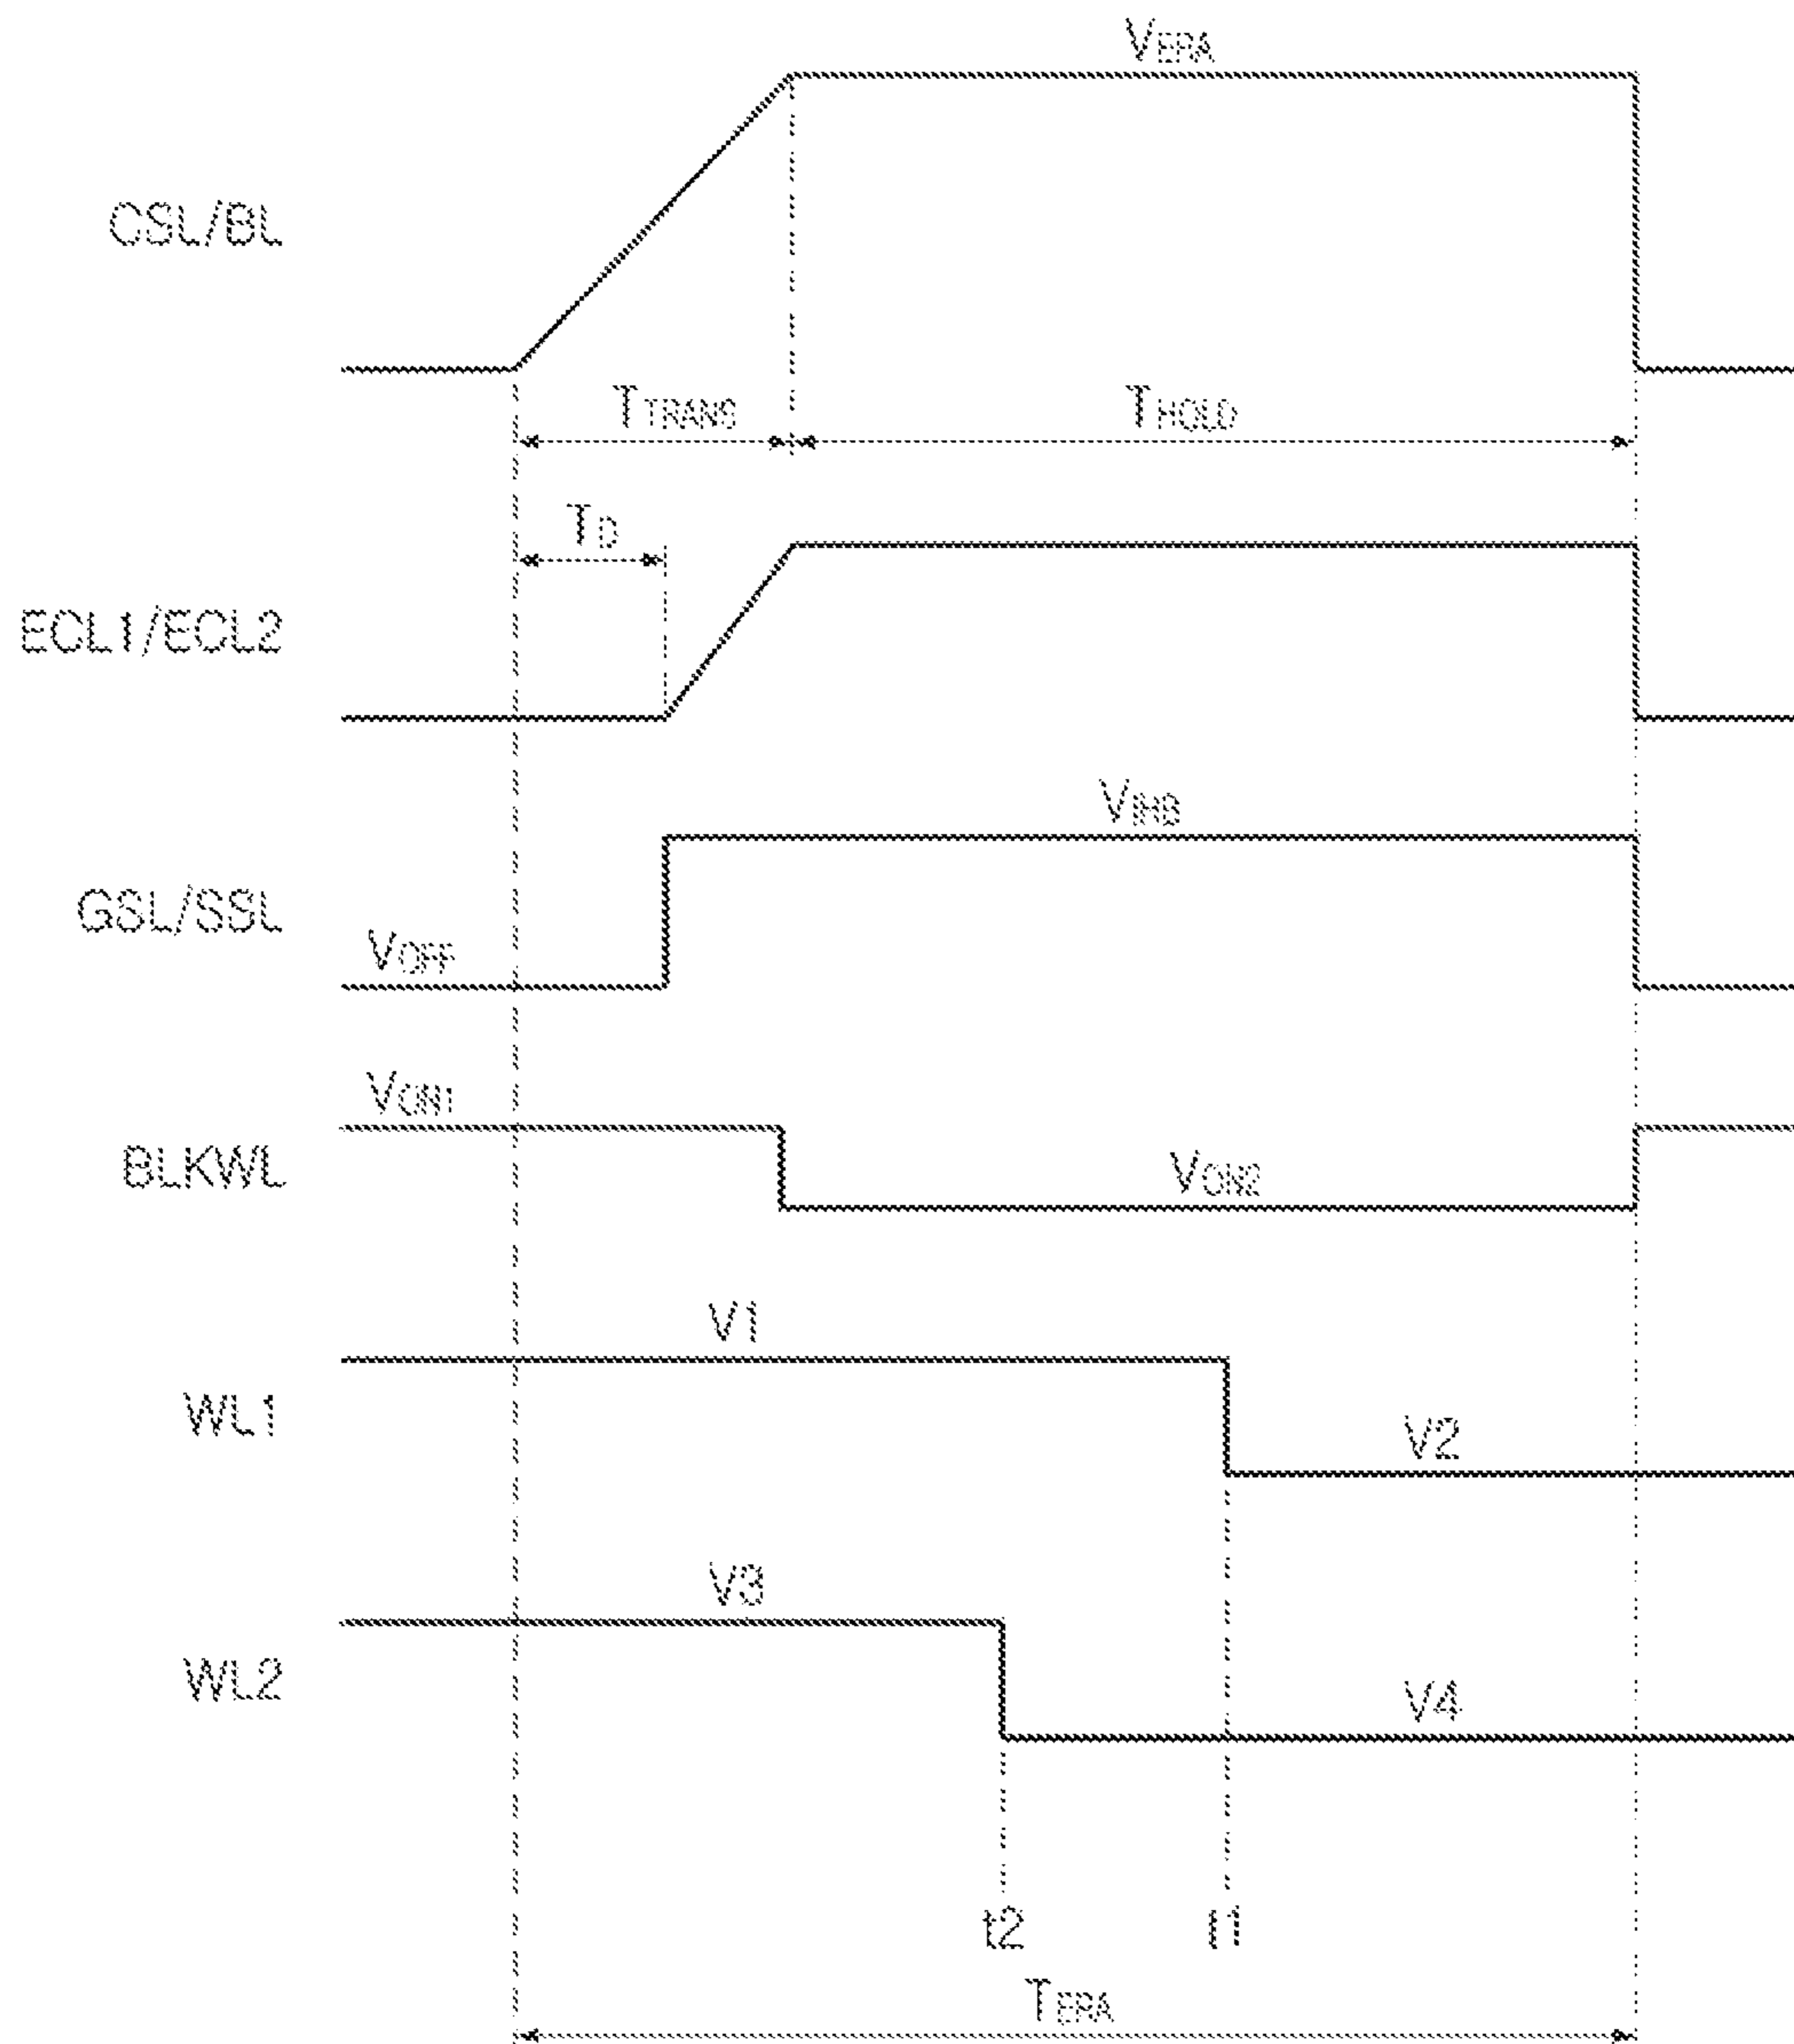 VERA
CSL/BL
TTRANS
THOLD
TD
ECL1/ECL2
VIHB
GSL/SSL
VOFF
VON1
BLKWL
VON2
V1
WL1
V2
V3
WL2
V4
t2
t1
TERA